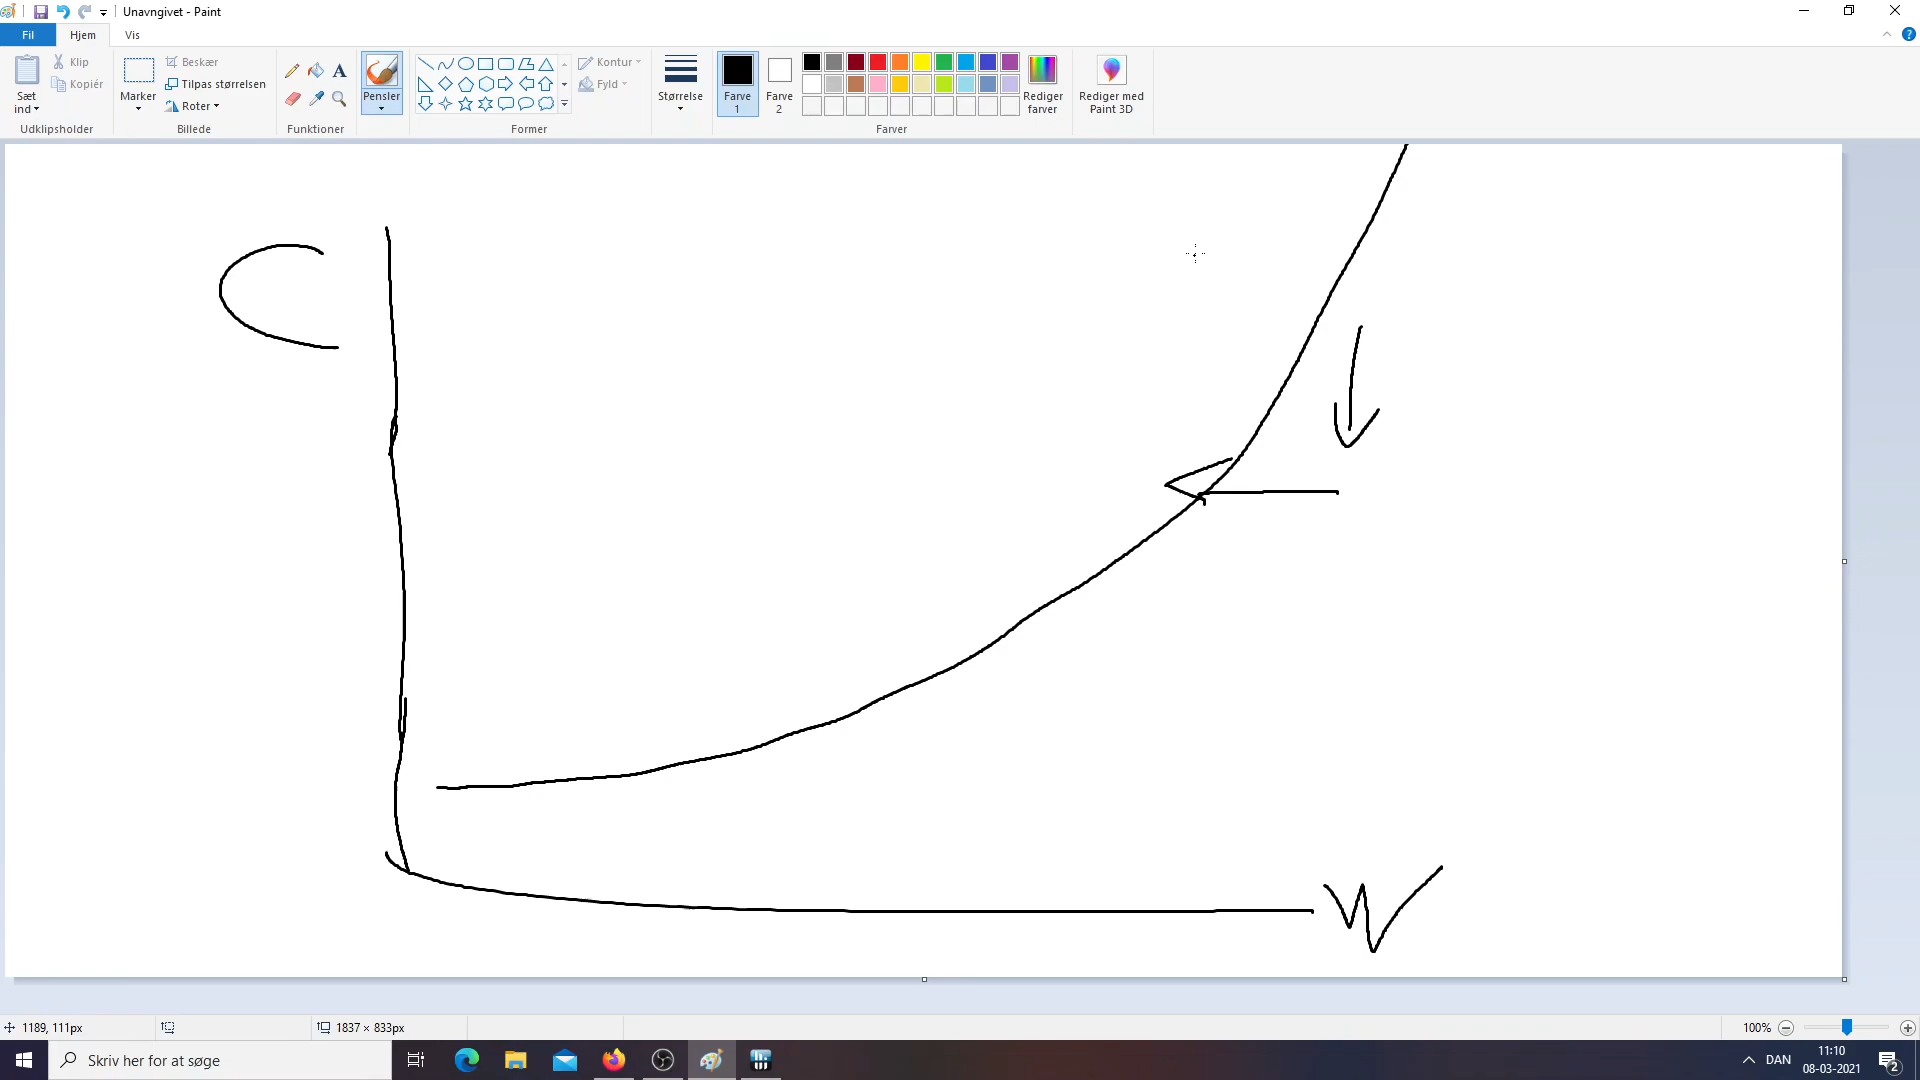 Unavngivet - Paint
Fil Hjem Vis
Sæt ind
Klip
Kopiér
Udklipsholder
Marker
Beskær
Tilpas størrelsen
Roter
Billede
A
Funktioner
Pensler
Kontur
Fyld
Former
Størrelse
Farve 1
Farve 2
Rediger farver
Farver
Rediger med Paint 3D
C
W
1189, 111px
1837 × 833px
100%
Skriv her for at søge
DAN
11:10
08-03-2021
2